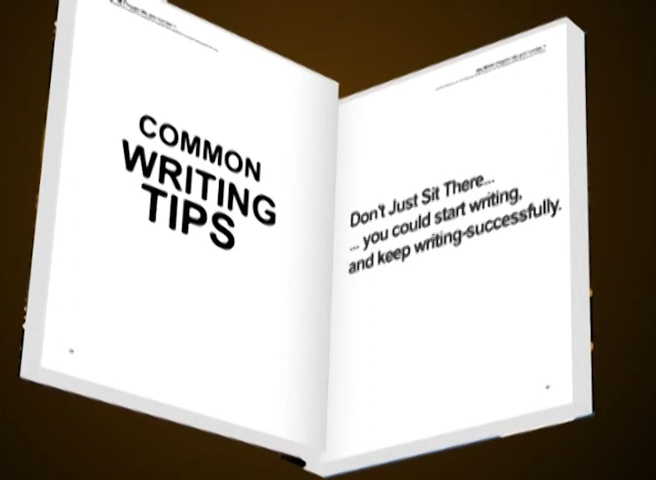 COMMON
WRITING
TIPS
Don't Just Sit There...
... you could start writing,
and keep writing-successfully.